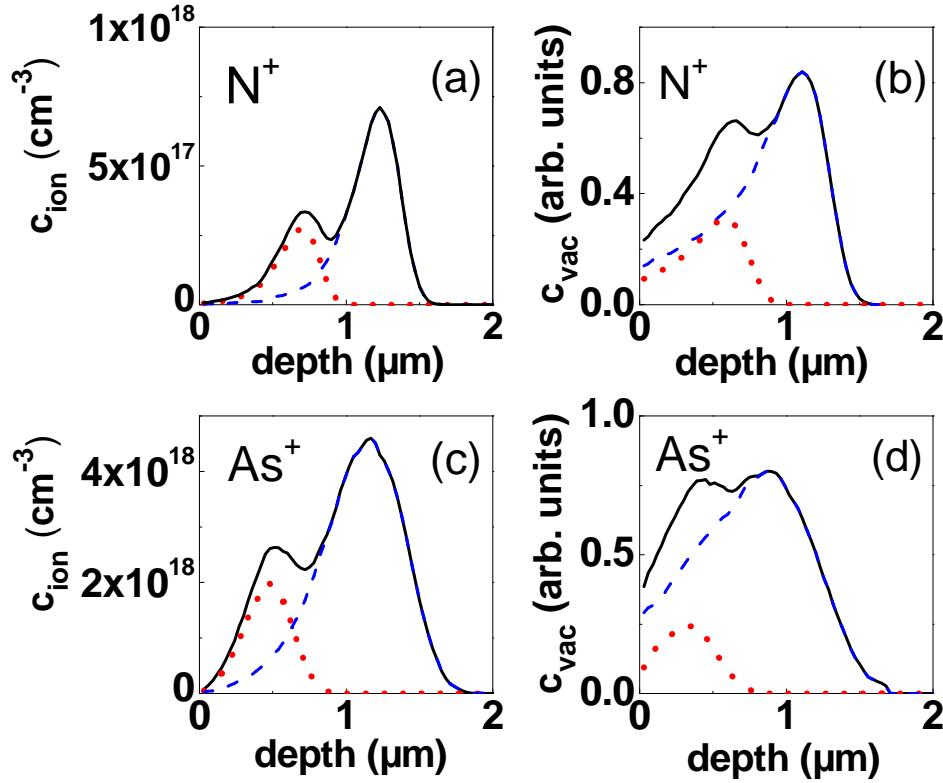 1x10^18
5x10^17
0
c_ion (cm^-3)
N^+
(a)
0
1
2
depth (µm)
0.8
0.4
0.0
c_vac (arb. units)
N^+
(b)
0
1
2
depth (µm)
4x10^18
2x10^18
0
c_ion (cm^-3)
As^+
(c)
0
1
2
depth (µm)
1.0
0.5
0.0
c_vac (arb. units)
As^+
(d)
0
1
2
depth (µm)